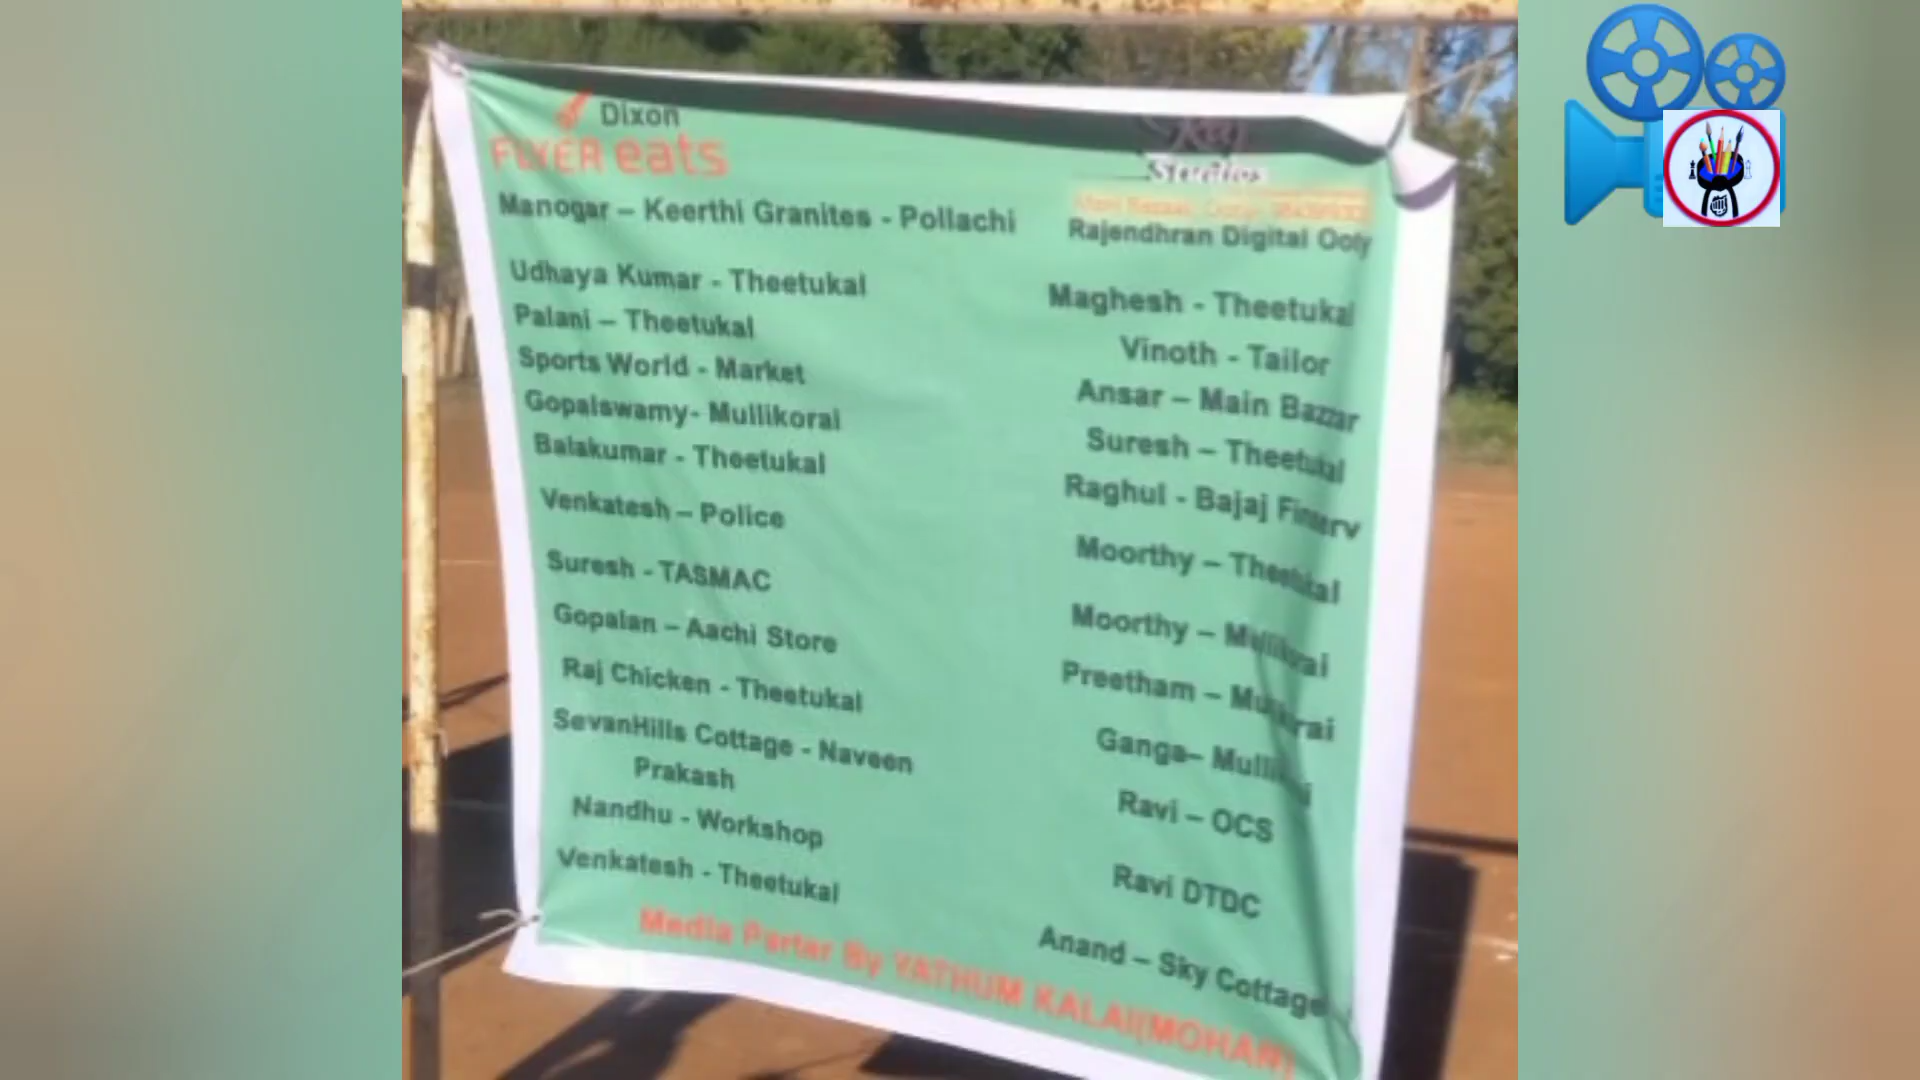 Dixon
FLYER eats
Manogar – Keerthi Granites - Pollachi
Udhaya Kumar - Theetukal
Palani – Theetukal
Sports World - Market
Gopalswamy- Mullikorai
Balakumar - Theetukal
Venkatesh – Police
Suresh - TASMAC
Gopalan – Aachi Store
Raj Chicken - Theetukal
SevanHills Cottage - Naveen
Prakash
Nandhu - Workshop
Venkatesh - Theetukal
Studios
Rajendhran Digital Ooty
Maghesh - Theetukal
Vinoth - Tailor
Ansar – Main Bazzar
Suresh – Theetukal
Raghul - Bajaj Finserv
Moorthy – Theetukal
Moorthy – Mullikorai
Preetham – Mullikorai
Ganga– Mullikorai
Ravi – OCS
Ravi DTDC
Anand – Sky Cottage
Media Parter By YATHUM KALAI(MOHAN)